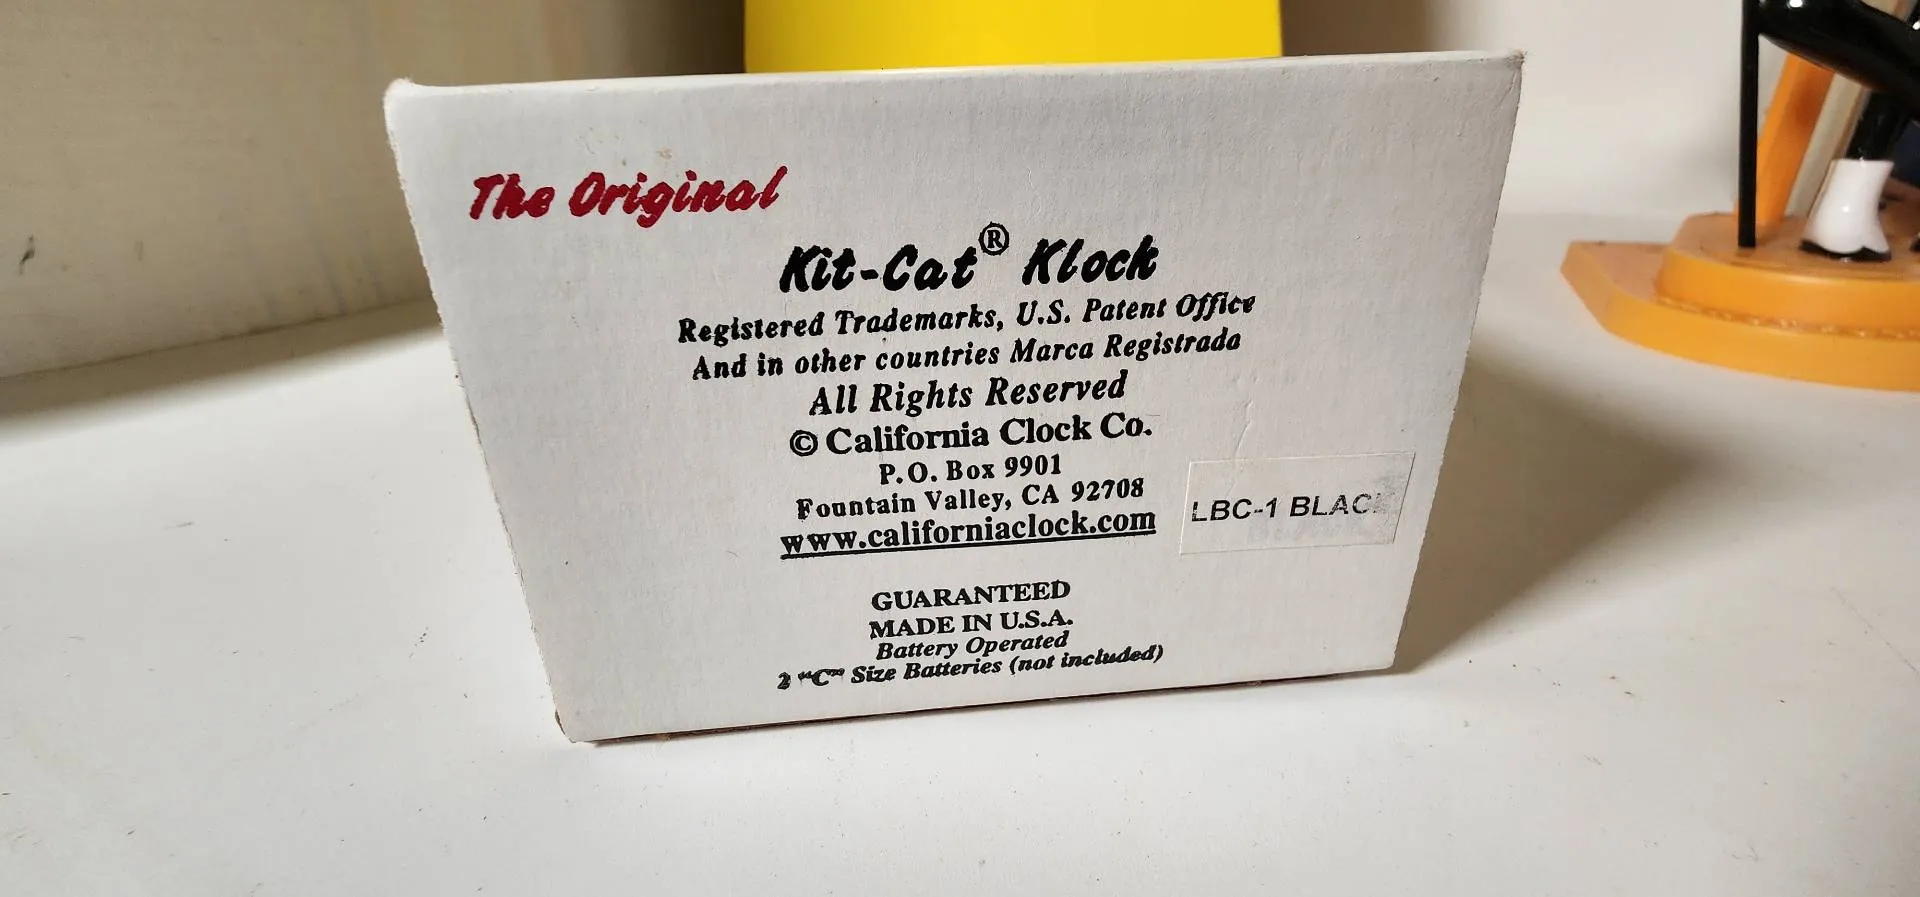 The Original
Kit-Cat® Klock
Registered Trademarks, U.S. Patent Office
And in other countries Marca Registrada
All Rights Reserved
© California Clock Co.
P.O. Box 9901
Fountain Valley, CA 92708
www.californiaclock.com
LBC-1 BLACK
GUARANTEED
MADE IN U.S.A.
Battery Operated
2 "C" Size Batteries (not included)